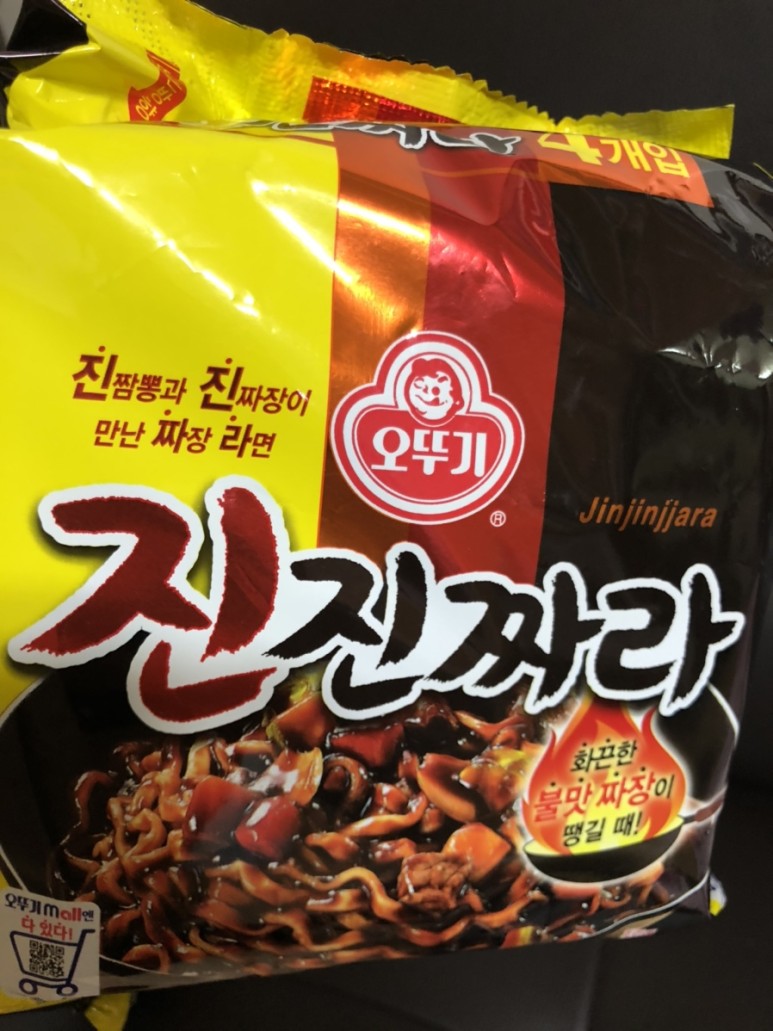 4개입
진짬뽕과 진짜장이
만난 짜장 라면
오뚜기
®
Jinjinjjara
진진짜라
화끈한
불맛 짜장이
땡길 때!
오뚜기mall엔
다 있다!